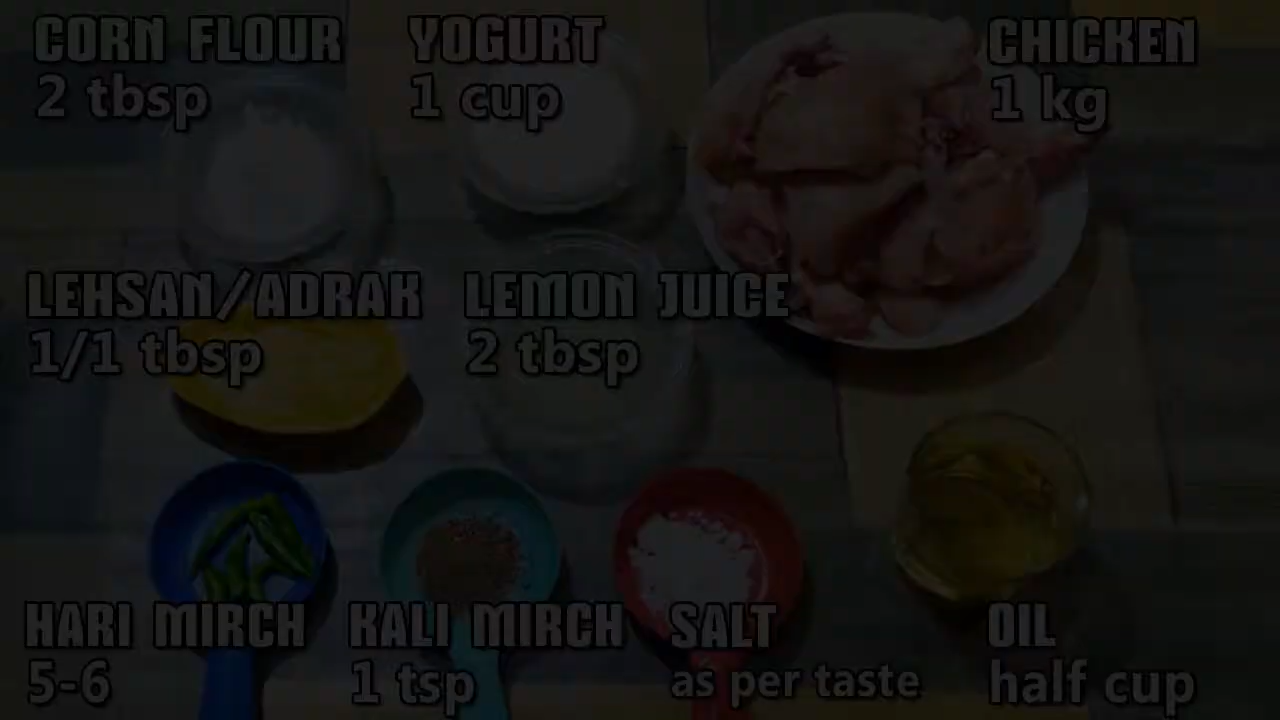 CORN FLOUR
2 tbsp
YOGURT
1 cup
CHICKEN
1 kg
LEHSAN/ADRAK
1/1 tbsp
LEMON JUICE
2 tbsp
HARI MIRCH
5-6
KALI MIRCH
1 tsp
SALT
as per taste
OIL
half cup